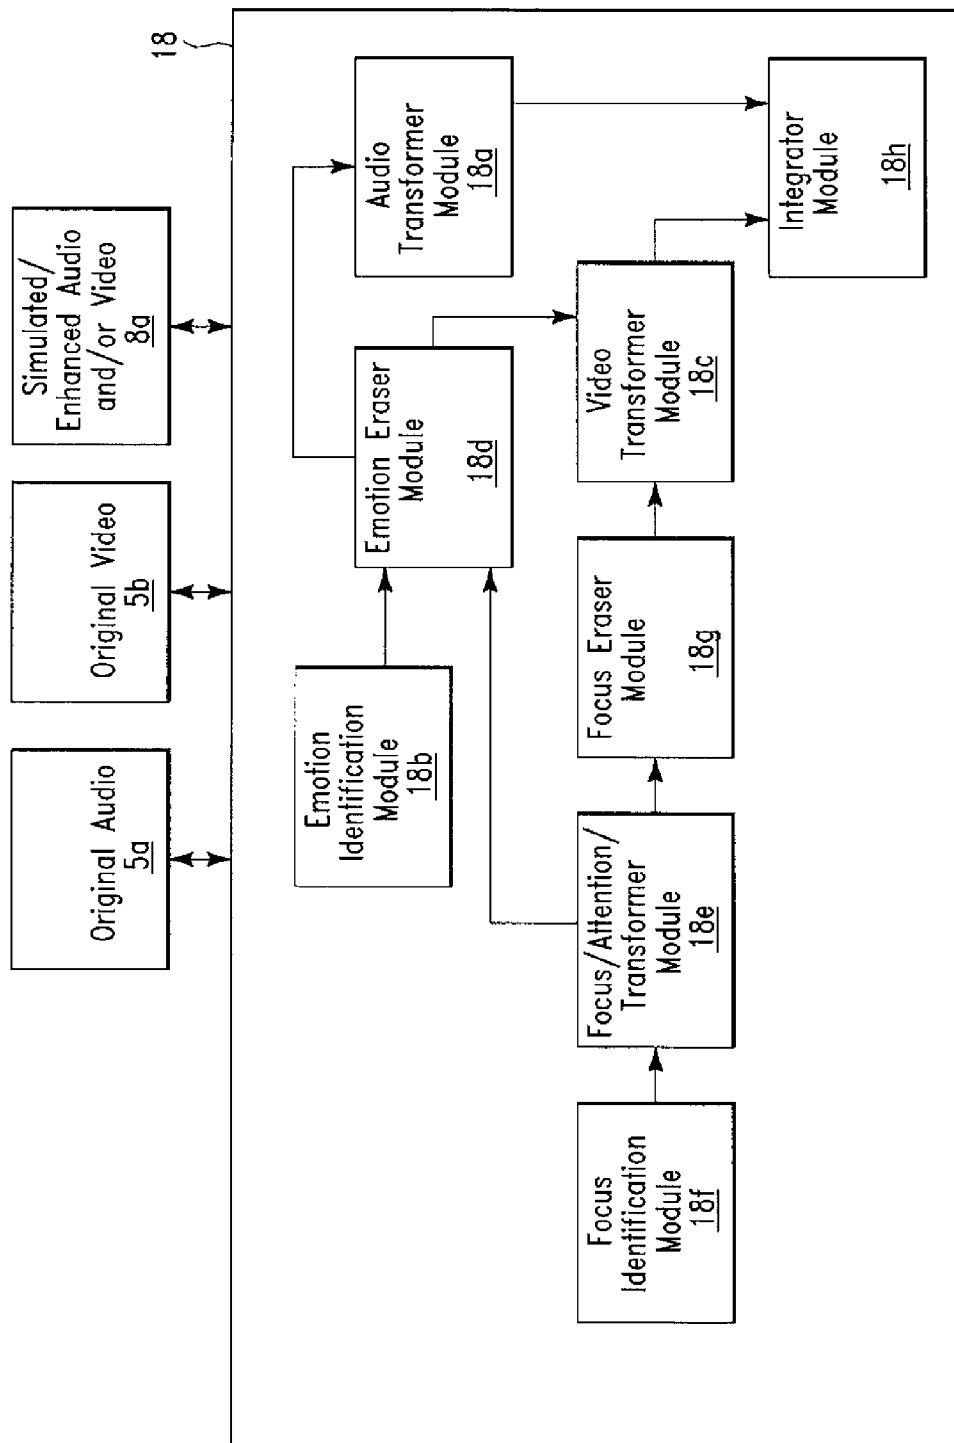 Original Audio
5a
Original Video
5b
Simulated/
Enhanced Audio
and/or Video
8a
18
Emotion
Identification
Module
18b
Emotion Eraser
Module
18d
Audio
Transformer
Module
18a
Focus
Identification
Module
18f
Focus/Attention/
Transformer
Module
18e
Focus Eraser
Module
18g
Video
Transformer
Module
18c
Integrator
Module
18h